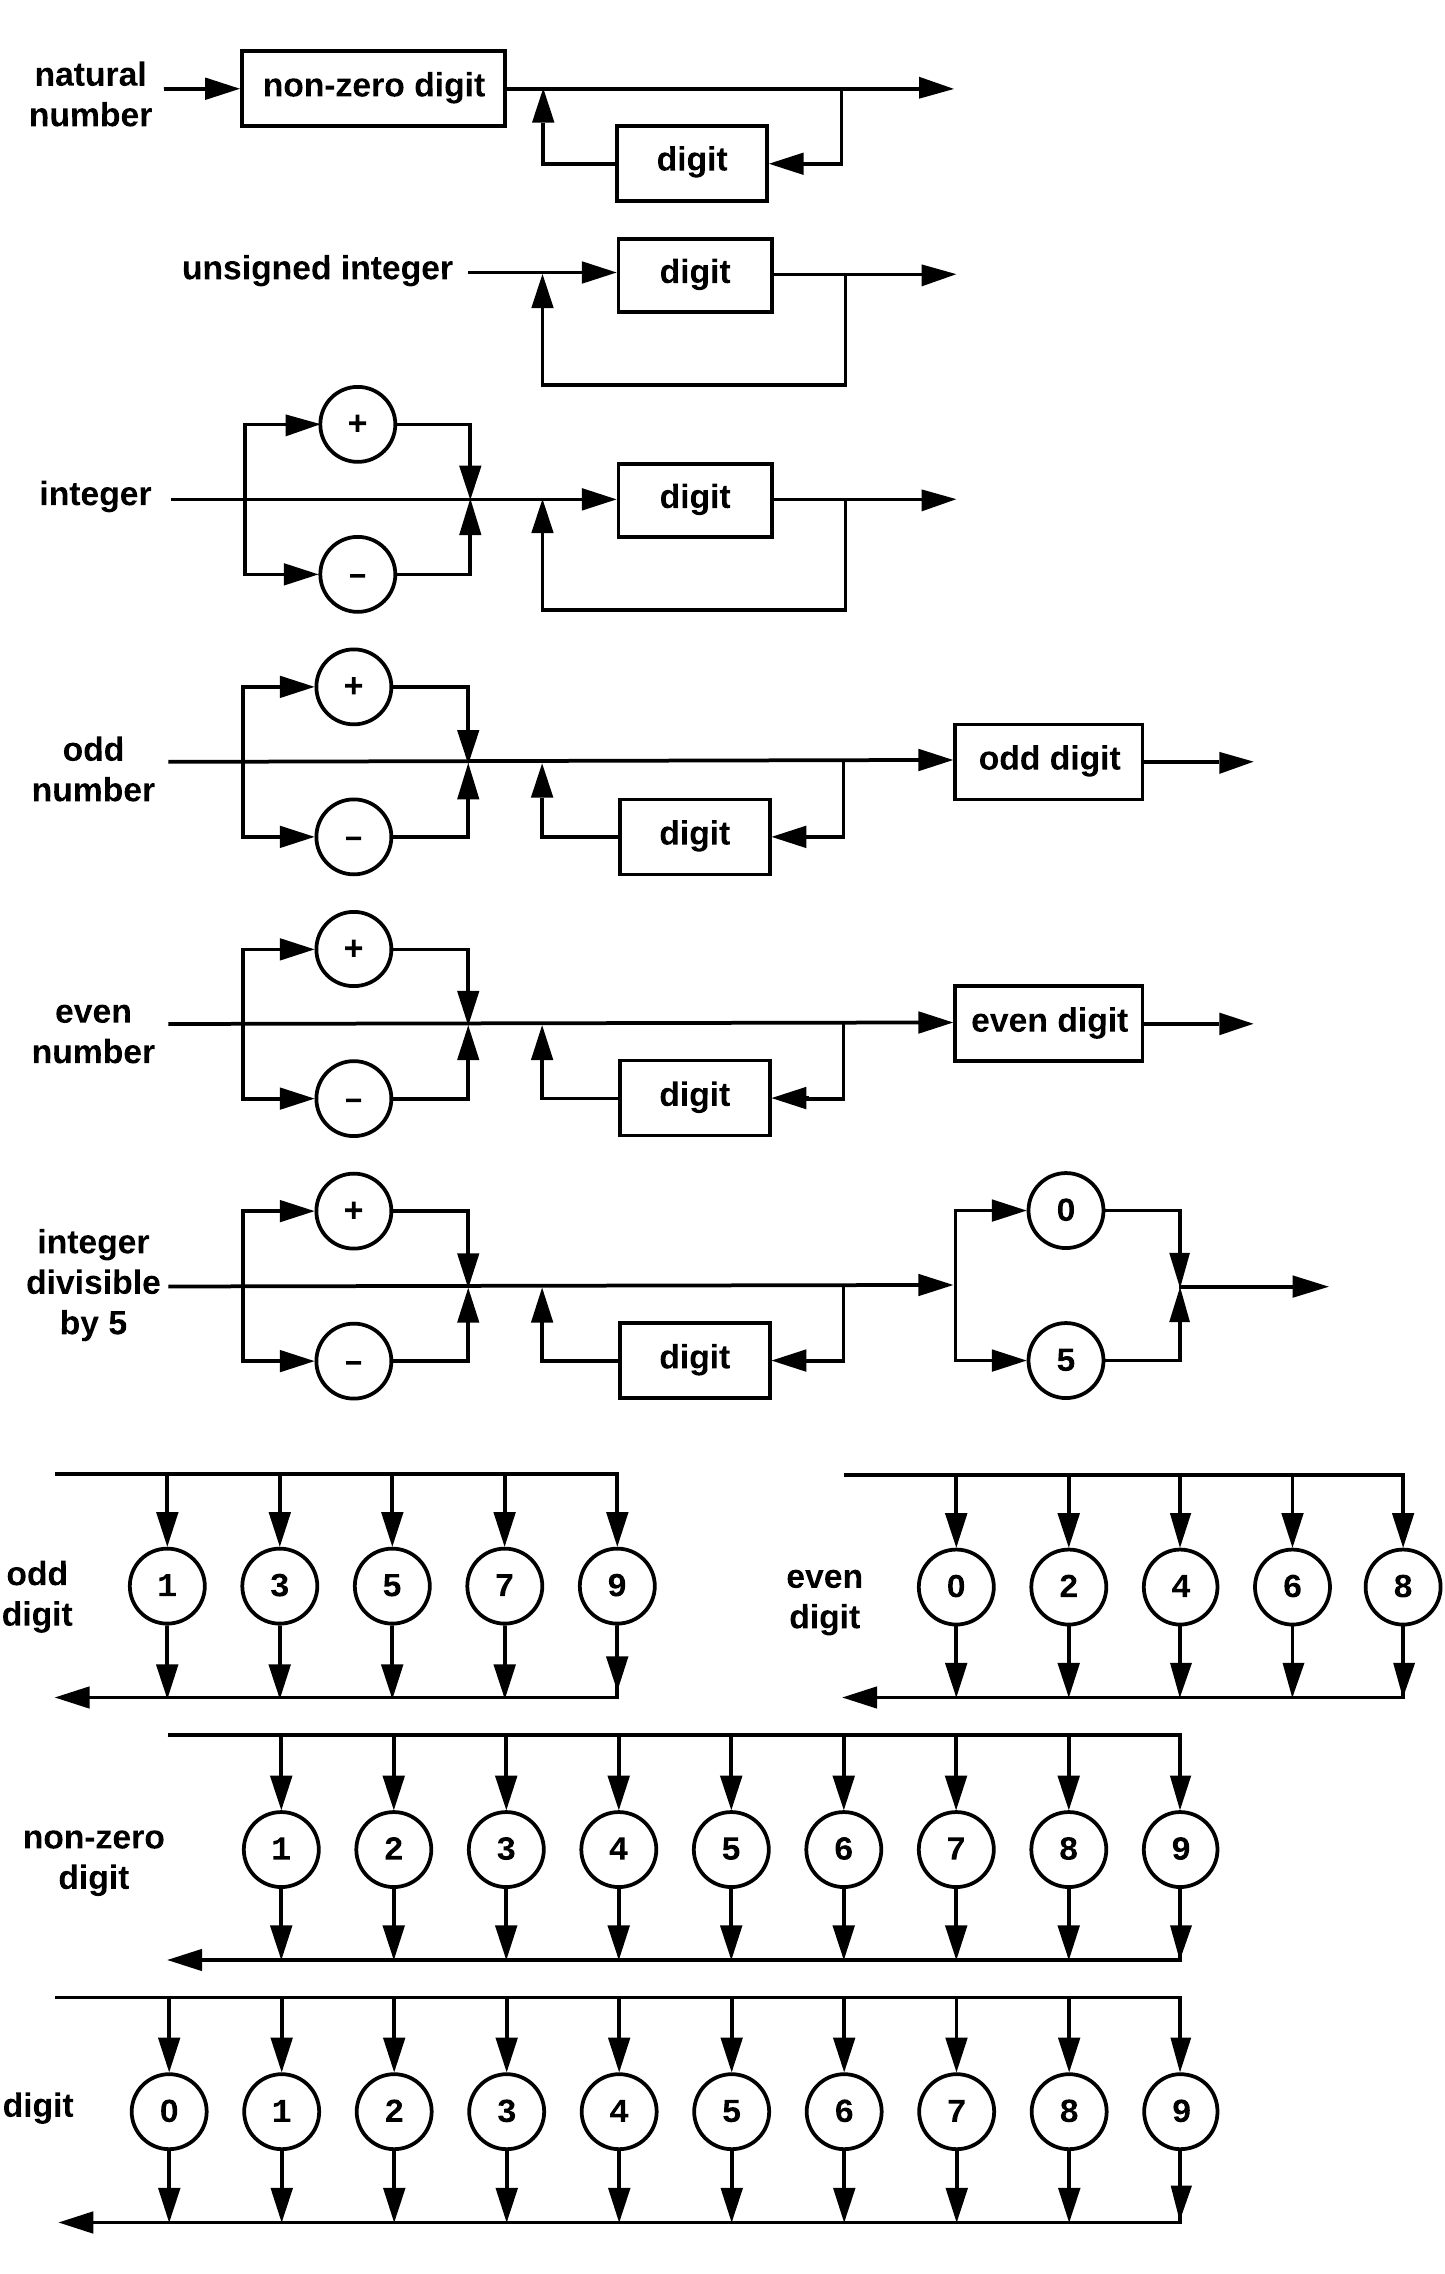 natural
number
non-zero digit
digit
unsigned integer
digit
+
integer
digit
–
+
odd
number
odd digit
digit
–
+
even
number
even digit
digit
–
+
0
integer
divisible
by 5
digit
–
5
odd
digit
1 3 5 7 9
even
digit
0 2 4 6 8
non-zero
digit
1 2 3 4 5 6 7 8 9
digit
0 1 2 3 4 5 6 7 8 9